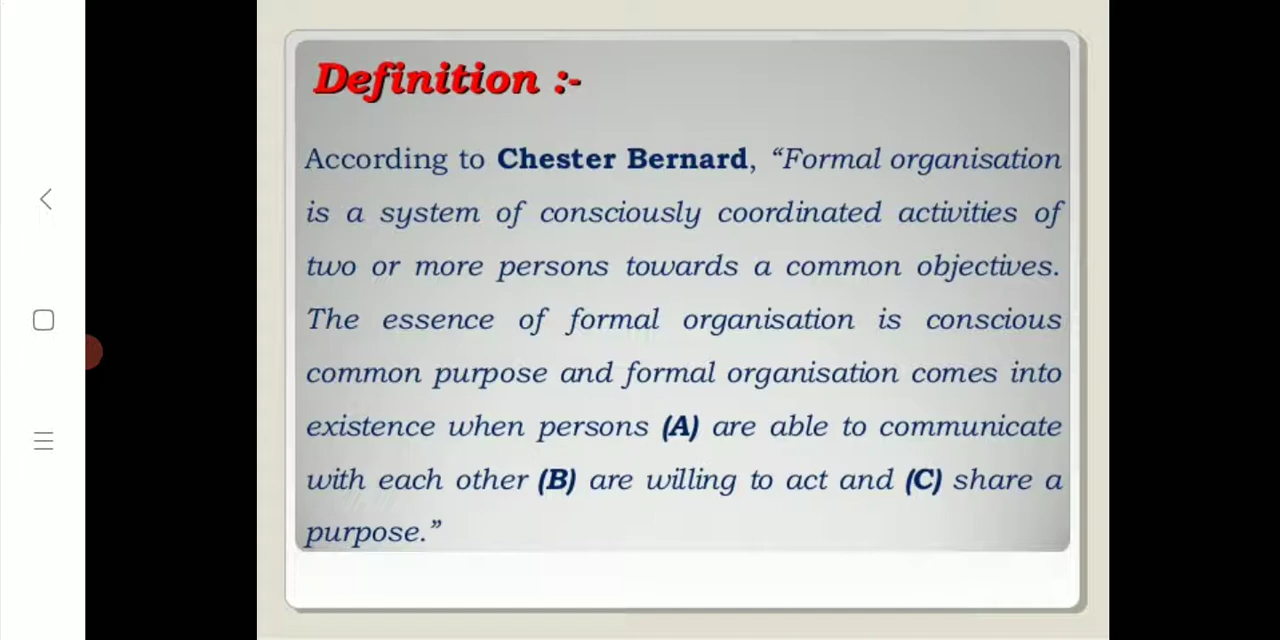 Definition :-
According to Chester Bernard, “Formal organisation
is a system of consciously coordinated activities of
two or more persons towards a common objectives.
The essence of formal organisation is conscious
common purpose and formal organisation comes into
existence when persons (A) are able to communicate
with each other (B) are willing to act and (C) share a
purpose.”